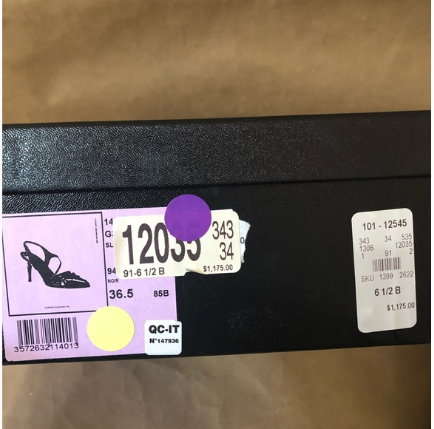 14
G
SL
94
NOIR
36.5 85B
12035 343
34
91-6 1/2 B
$1,175.00
3572632114013
QC-IT
N°147936
101 - 12545
343 34 535
1306 12035
1 91 2
SKU 1399 2622
6 1/2 B
$1,175.00